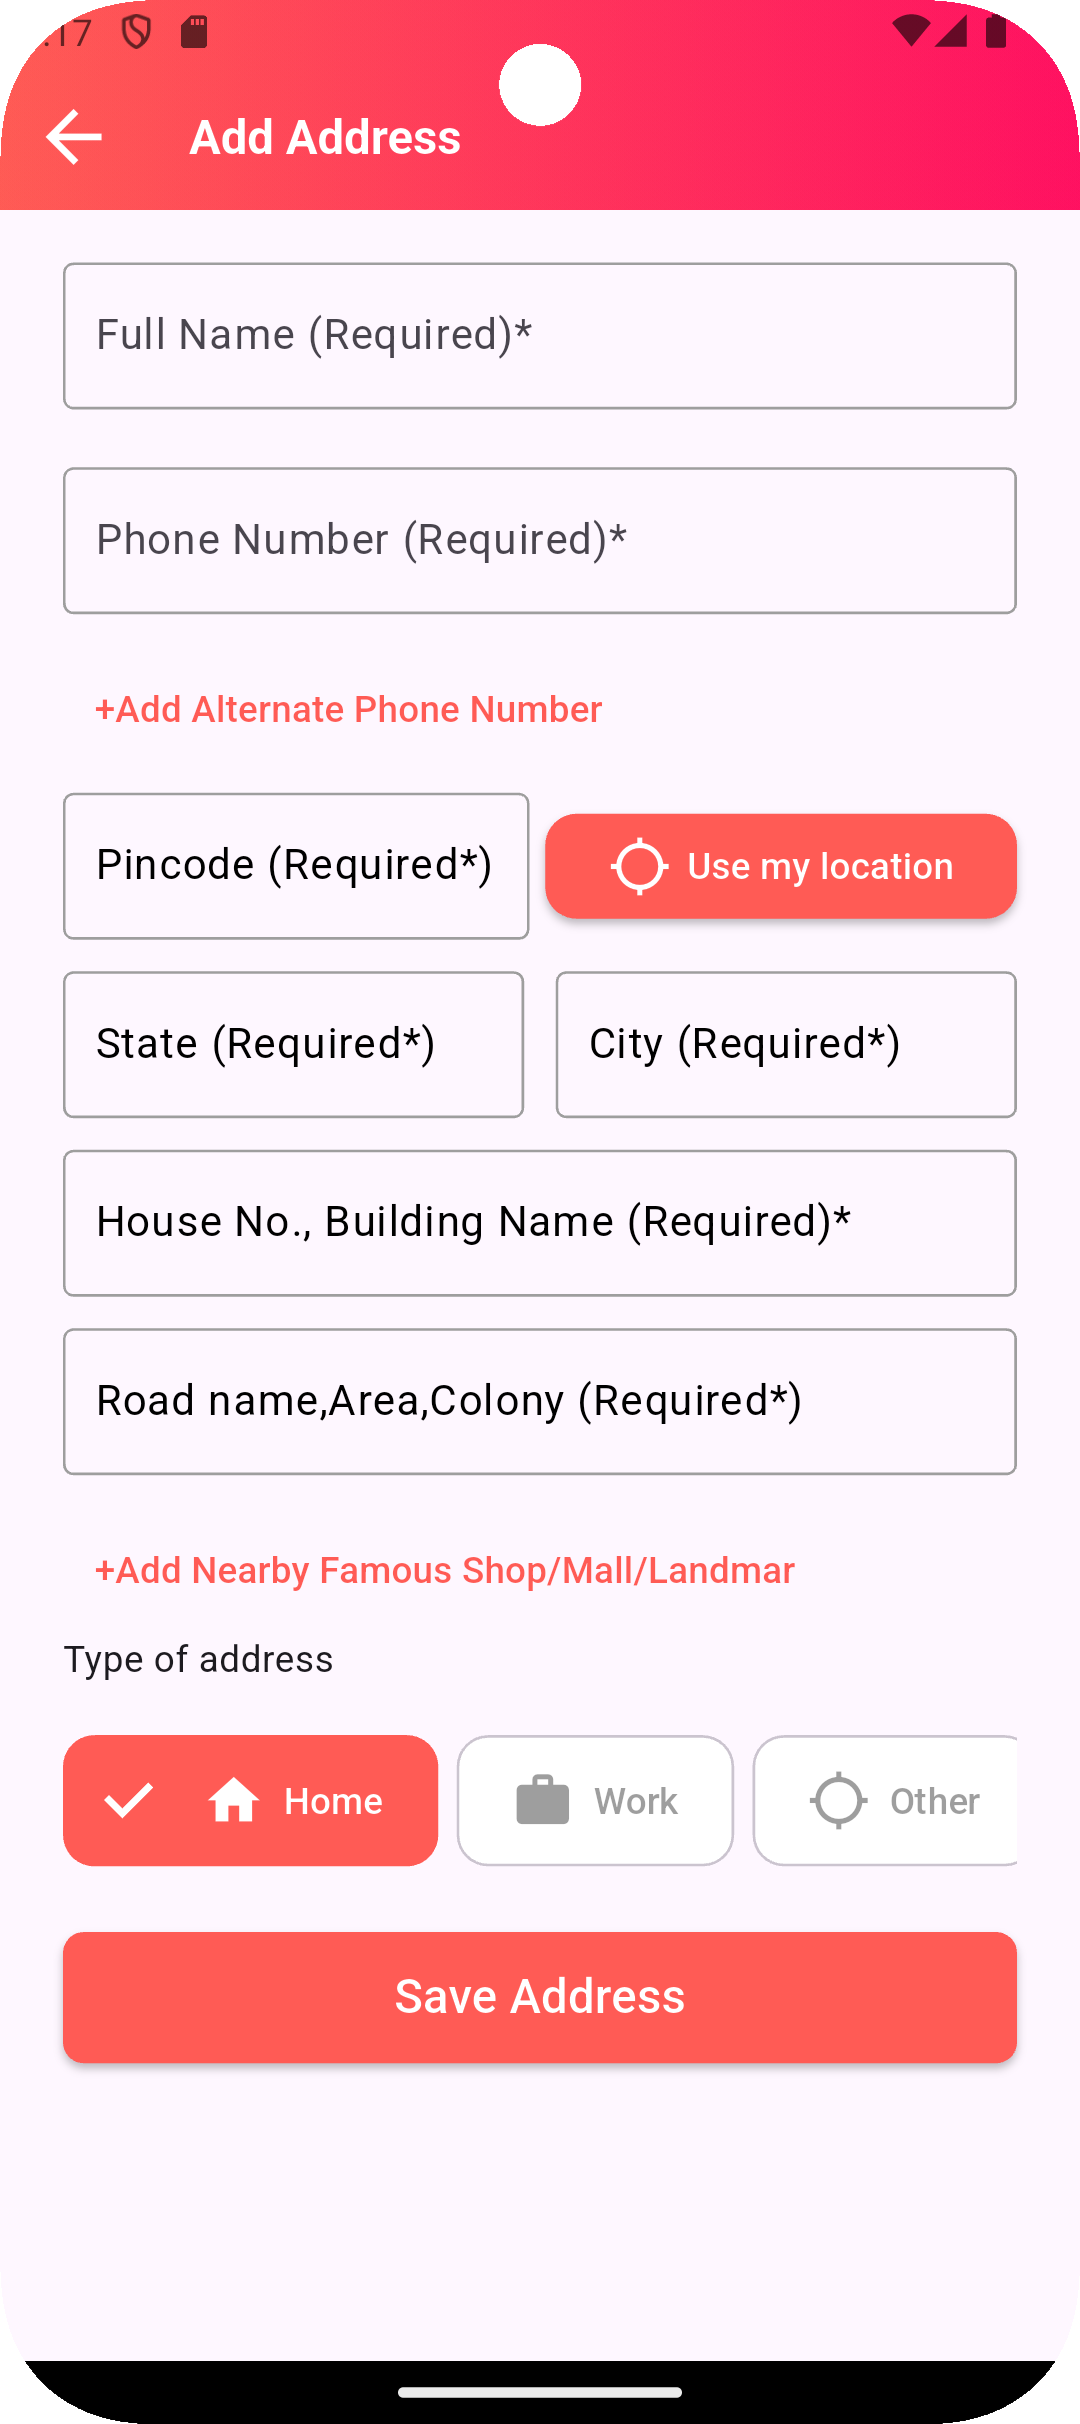 :17
Add Address
Full Name (Required)*
Phone Number (Required)*
+Add Alternate Phone Number
Pincode (Required*)
Use my location
State (Required*)
City (Required*)
House No., Building Name (Required)*
Road name,Area,Colony (Required*)
+Add Nearby Famous Shop/Mall/Landmar
Type of address
Home
Work
Other
Save Address